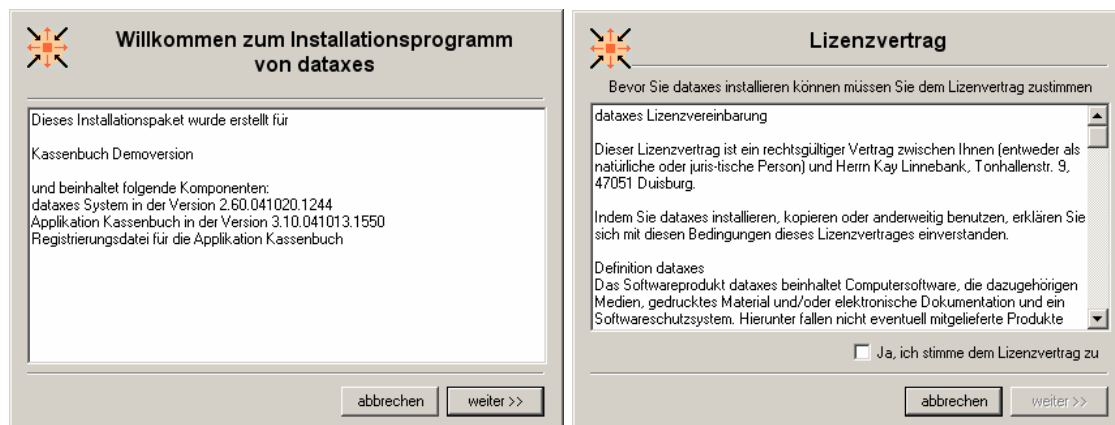 Willkommen zum Installationsprogramm
von dataxes
Dieses Installationspaket wurde erstellt für
Kassenbuch Demoversion
und beinhaltet folgende Komponenten:
dataxes System in der Version 2.60.041020.1244
Applikation Kassenbuch in der Version 3.10.041013.1550
Registrierungsdatei für die Applikation Kassenbuch
abbrechen
weiter >>
Lizenzvertrag
Bevor Sie dataxes installieren können müssen Sie dem Lizenvertrag zustimmen
dataxes Lizenzvereinbarung
Dieser Lizenzvertrag ist ein rechtsgültiger Vertrag zwischen Ihnen (entweder als
natürliche oder juris-tische Person) und Herrn Kay Linnebank, Tonhallenstr. 9,
47051 Duisburg.
Indem Sie dataxes installieren, kopieren oder anderweitig benutzen, erklären Sie
sich mit diesen Bedingungen dieses Lizenzvertrages einverstanden.
Definition dataxes
Das Softwareprodukt dataxes beinhaltet Computersoftware, die dazugehörigen
Medien, gedrucktes Material und/oder elektronische Dokumentation und ein
Softwareschutzsystem. Hierunter fallen nicht eventuell mitgelieferte Produkte
Ja, ich stimme dem Lizenzvertrag zu
abbrechen
weiter >>